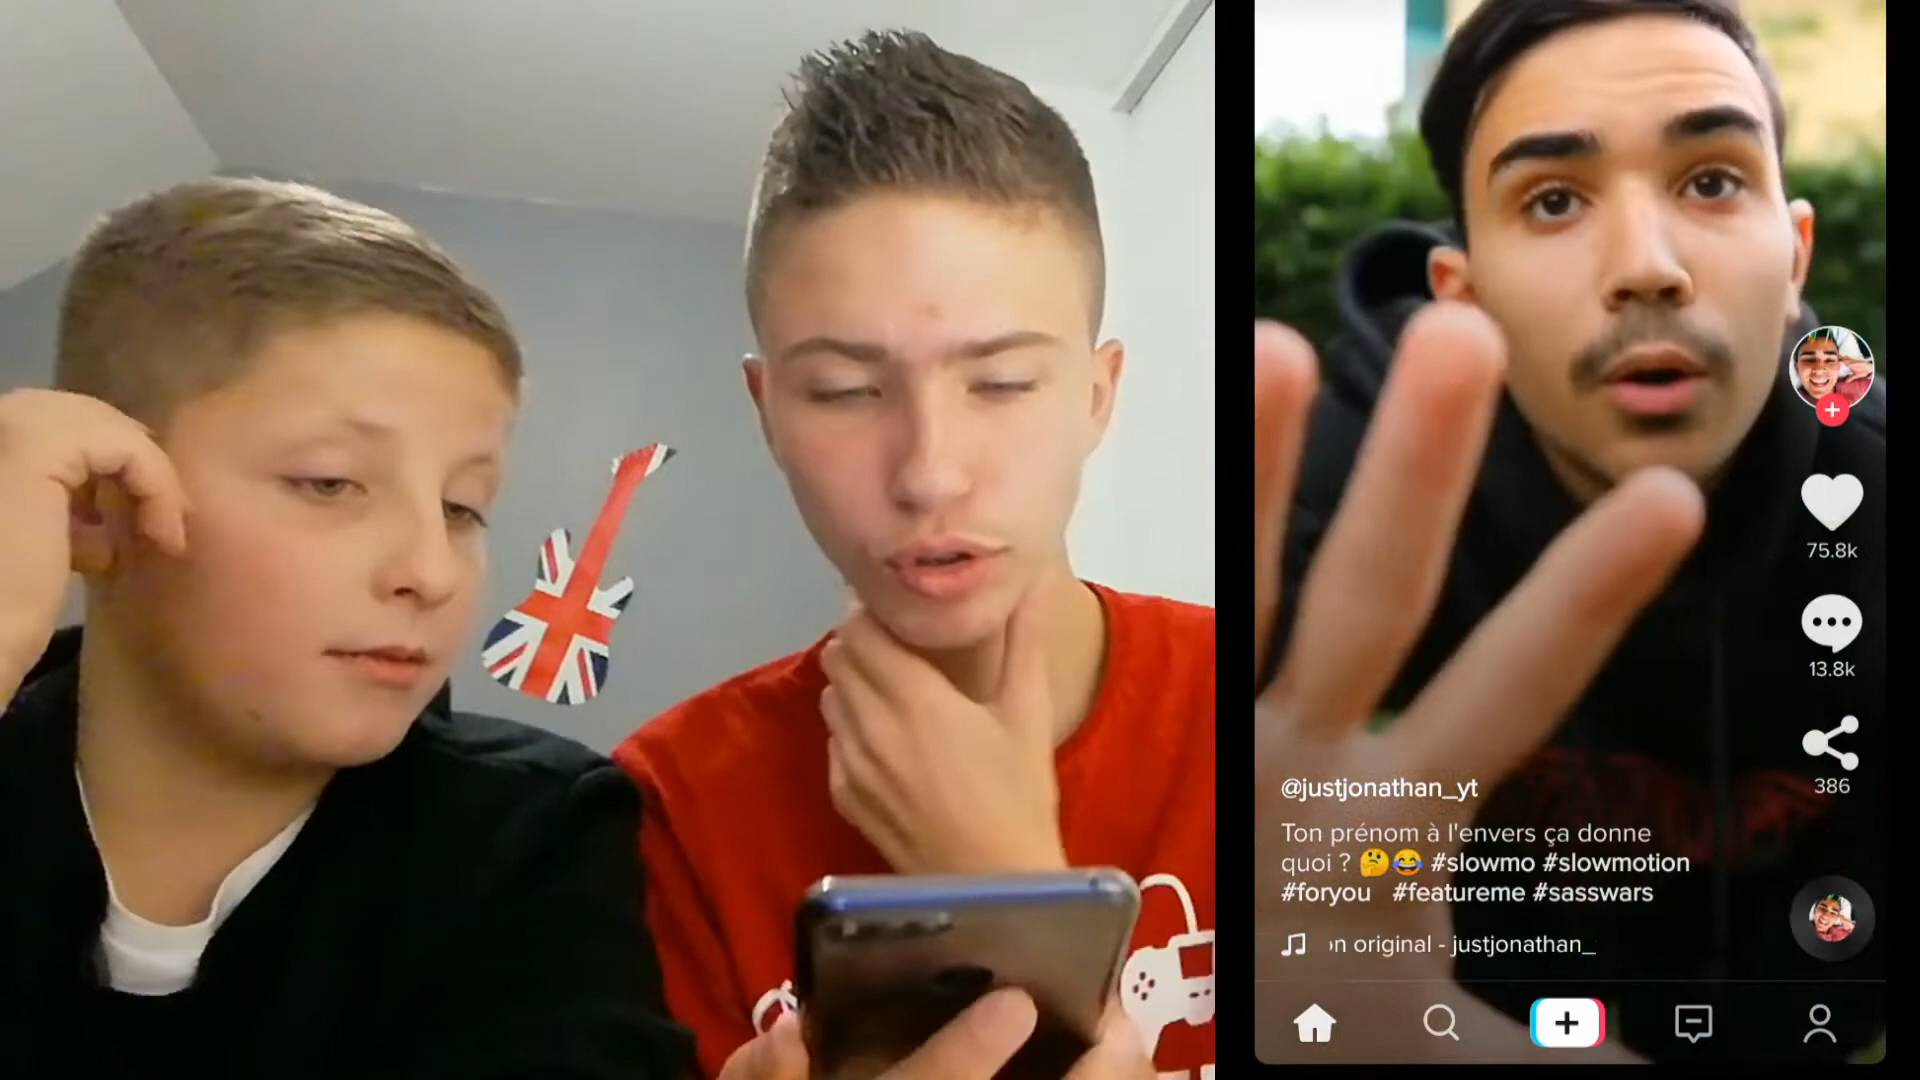 75.8k
13.8k
386
@justjonathan_yt
Ton prénom à l'envers ça donne
quoi ? 🤔😂 #slowmo #slowmotion
#foryou #featureme #sasswars
n original - justjonathan_